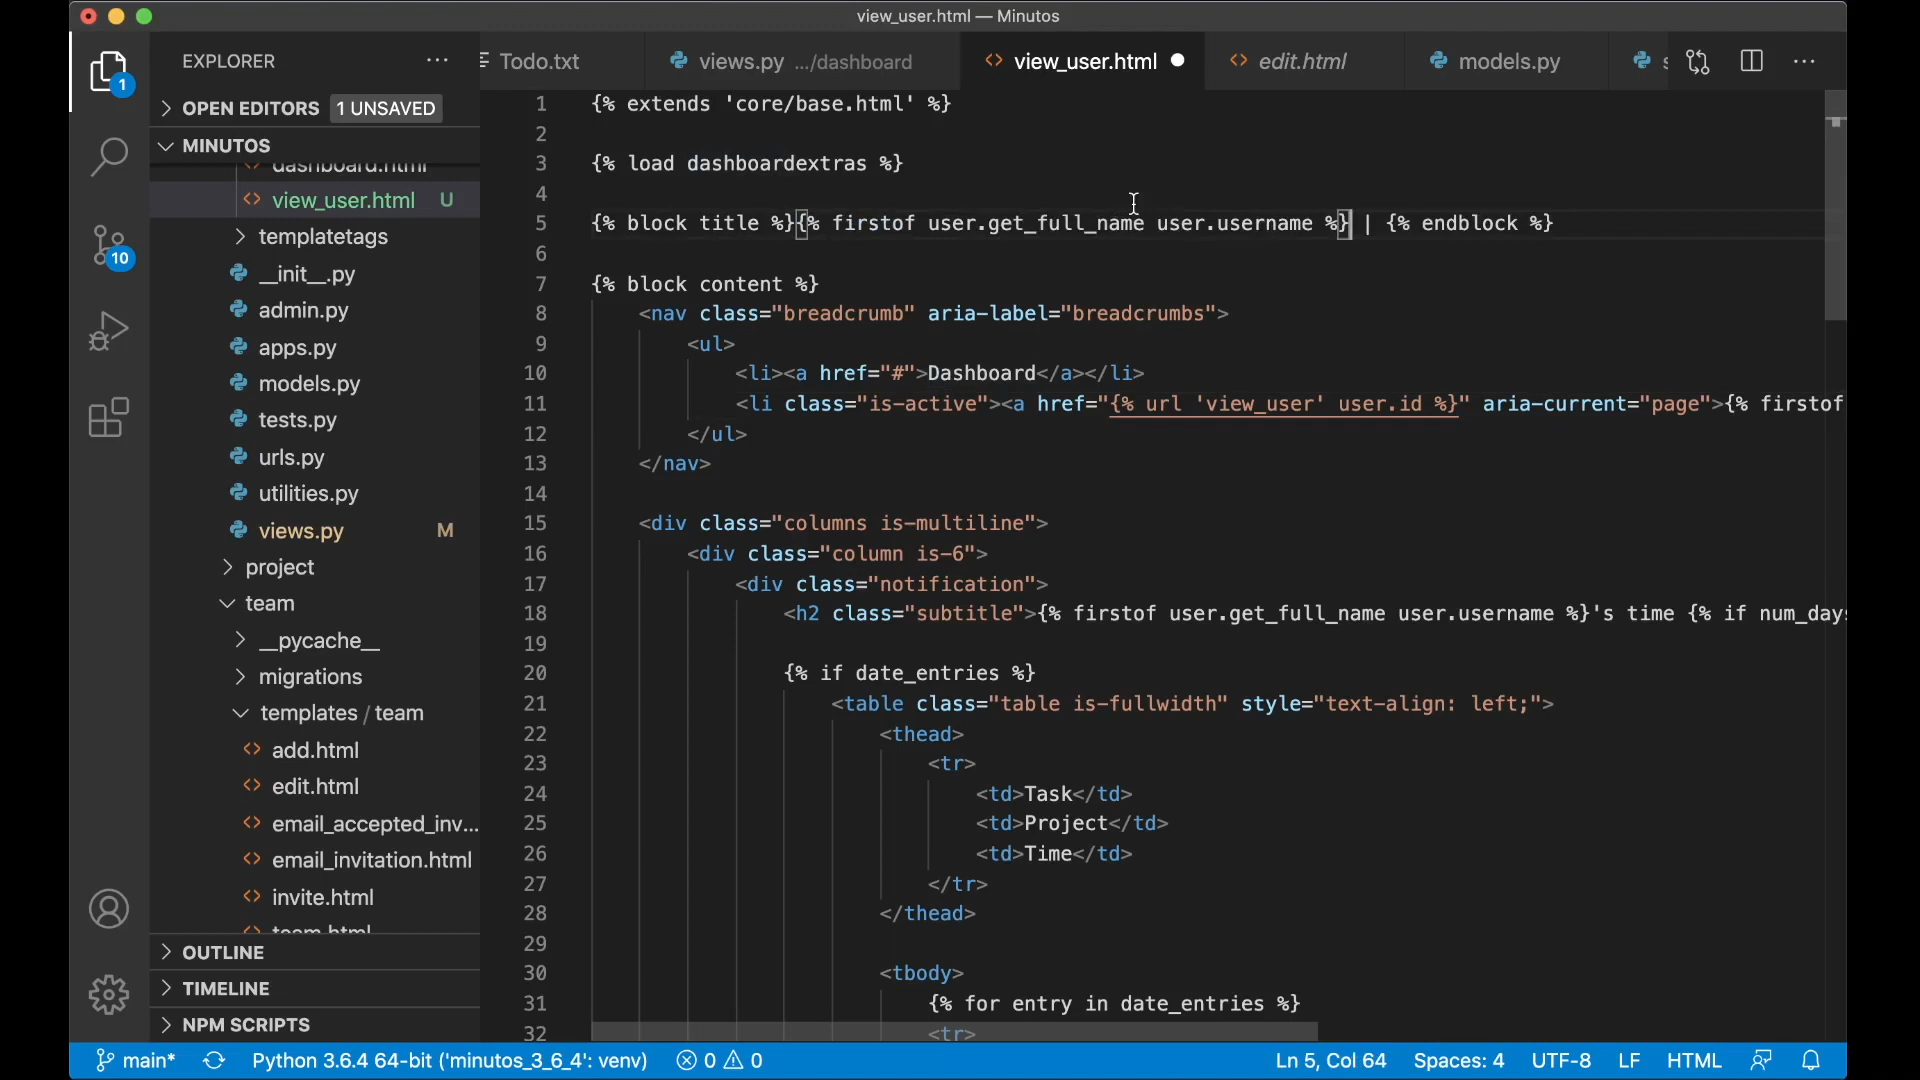 view_user.html — Minutos
EXPLORER
Todo.txt
views.py .../dashboard
view_user.html
edit.html
models.py
1
OPEN EDITORS 1 UNSAVED
MINUTOS
dashboard.html
view_user.html U
templatetags
__init__.py
admin.py
apps.py
models.py
tests.py
urls.py
utilities.py
views.py M
project
team
__pycache__
migrations
templates / team
add.html
edit.html
email_accepted_inv...
email_invitation.html
invite.html
team.html
OUTLINE
TIMELINE
NPM SCRIPTS
10
1 {% extends 'core/base.html' %}
2
3 {% load dashboardextras %}
4
5 {% block title %}{% firstof user.get_full_name user.username %} | {% endblock %}
6
7 {% block content %}
8 <nav class="breadcrumb" aria-label="breadcrumbs">
9 <ul>
10 <li><a href="#">Dashboard</a></li>
11 <li class="is-active"><a href="{% url 'view_user' user.id %}" aria-current="page">{% firstof
12 </ul>
13 </nav>
14
15 <div class="columns is-multiline">
16 <div class="column is-6">
17 <div class="notification">
18 <h2 class="subtitle">{% firstof user.get_full_name user.username %}'s time {% if num_days
19
20 {% if date_entries %}
21 <table class="table is-fullwidth" style="text-align: left;">
22 <thead>
23 <tr>
24 <td>Task</td>
25 <td>Project</td>
26 <td>Time</td>
27 </tr>
28 </thead>
29
30 <tbody>
31 {% for entry in date_entries %}
32 <tr>
main* Python 3.6.4 64-bit ('minutos_3_6_4': venv) 0 0 Ln 5, Col 64 Spaces: 4 UTF-8 LF HTML